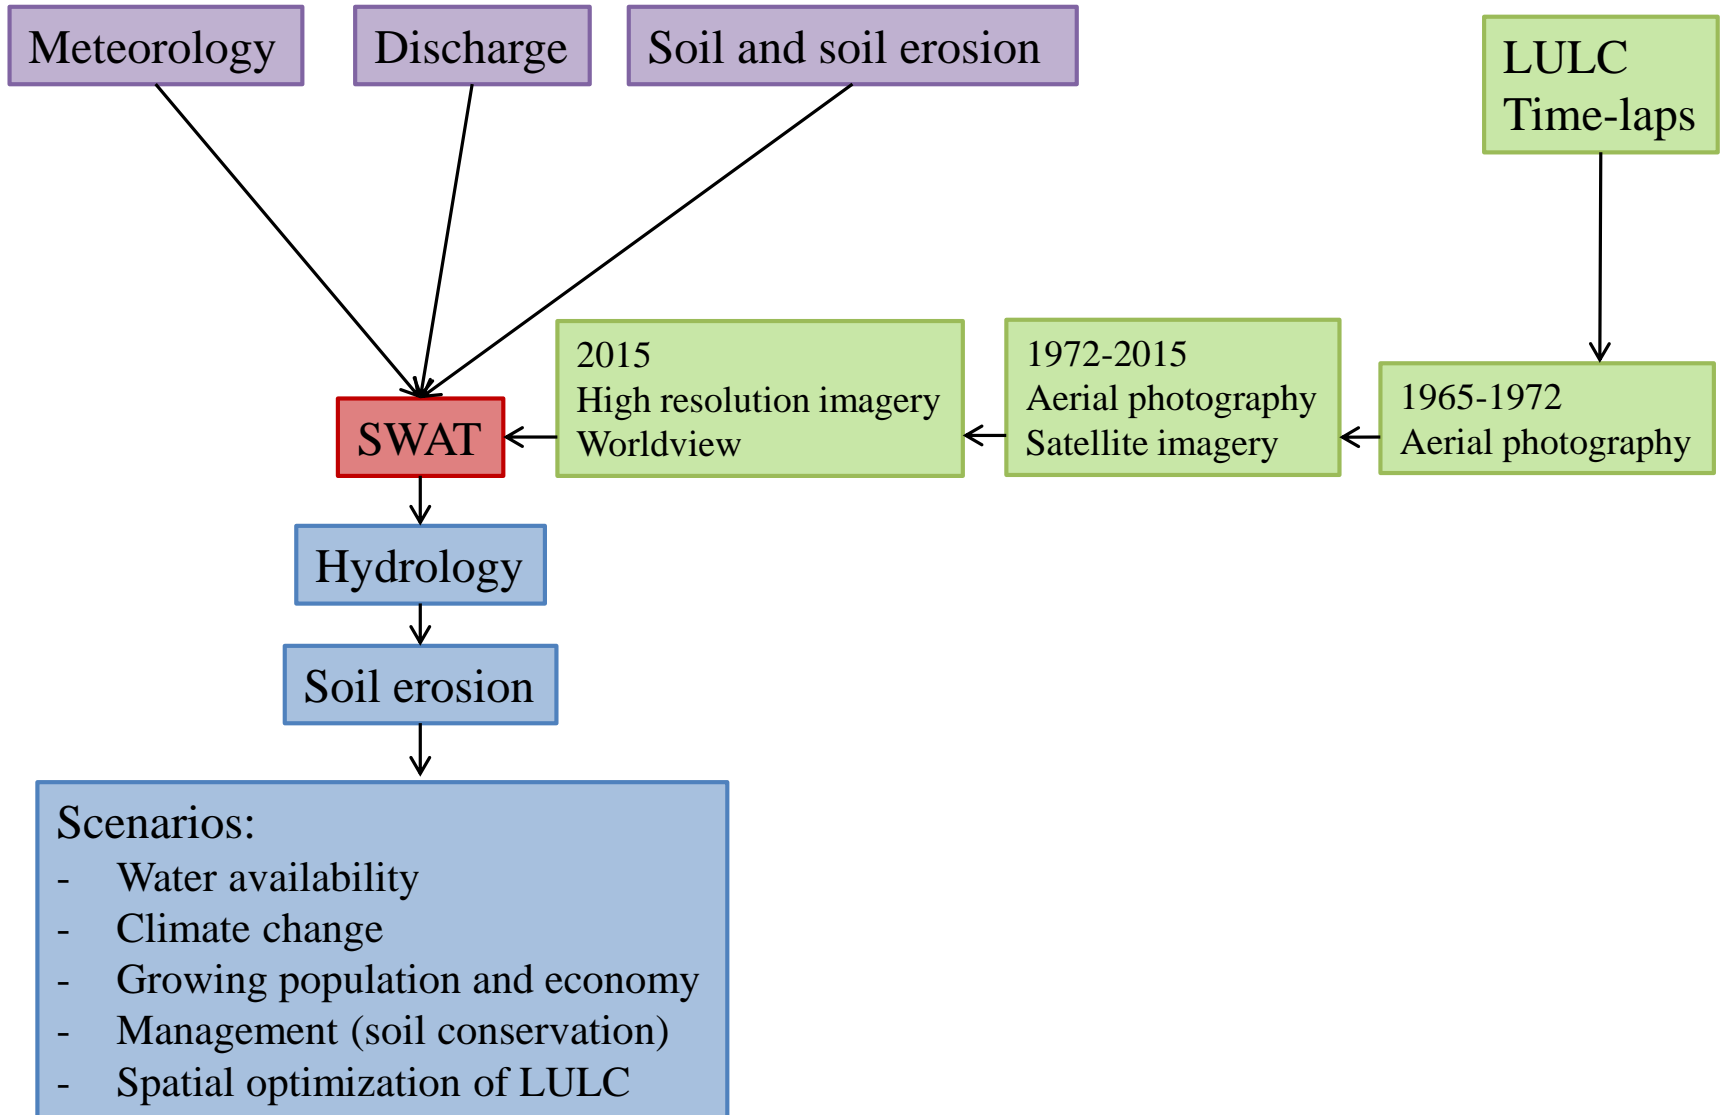 Meteorology
Discharge
Soil and soil erosion
LULC
Time-laps
2015
High resolution imagery
Worldview
1972-2015
Aerial photography
Satellite imagery
1965-1972
Aerial photography
SWAT
Hydrology
Soil erosion
Scenarios:
- Water availability
- Climate change
- Growing population and economy
- Management (soil conservation)
- Spatial optimization of LULC